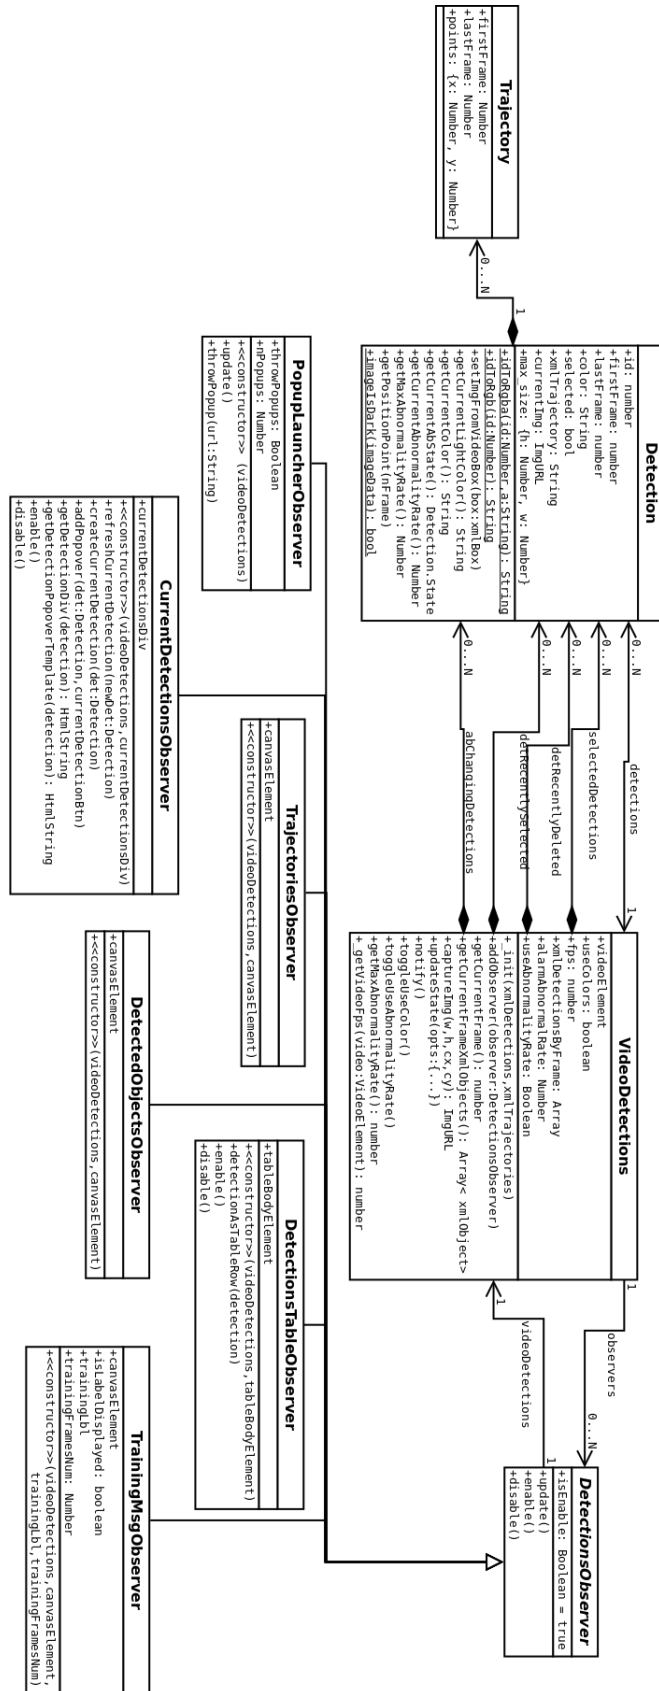 Trajectory
+firstFrame: Number
+lastFrame: Number
+points: {x: Number, y: Number}
0...N
1
Detection
+id: number
+firstFrame: number
+lastFrame: number
+color: String
+selected: bool
+xmlTrajectory: String
+currentImg: ImgURL
+max_size: {h: Number, w: Number}
+idToRgba(id:Number,a:String): String
+idToRgb(id:Number): String
+setImgFromVideoBox(box:xmlBox)
+getCurrentLightColor(): String
+getCurrentColor(): String
+getCurrentAbState(): Detection.State
+getCurrentAbnormalityRate(): Number
+getMaxAbnormalityRate(): Number
+getPositionPoint(nFrame)
+imageIsDark(imageData): bool
0...N
detections
1
0...N
selectedDetections
0...N
detRecentlyDeleted
0...N
detRecentlySelected
0...N
abChangingDetections
VideoDetections
+videoElement
+useColors: boolean
+fps: number
+xmlDetectionsByFrame: Array
+alarmAbnormalRate: Number
+useAbnormalityRate: Boolean
+_init(xmlDetections,xmlTrajectories)
+addObserver(observer:DetectionsObserver)
+getCurrentFrame(): number
+getCurrentFrameXmlObjects(): Array< xmlObject>
+captureImg(w,h,cx,cy): ImgURL
+updateState(opts:{...})
+notify()
+toggleUseColor()
+toggleUseAbnormalityRate()
+getMaxAbnormalityRate(): number
+_getVideoFps(video:VideoElement): number
1
observers
0...N
1
videoDetections
1
DetectionsObserver
+isEnable: Boolean = true
+update()
+enable()
+disable()
PopupLauncherObserver
+throwPopups: Boolean
+nPopups: Number
+<<constructor>> (videoDetections)
+update()
+throwPopup(url:String)
CurrentDetectionsObserver
+currentDetectionsDiv
+<<constructor>>(videoDetections,currentDetectionsDiv)
+refreshCurrentDetection(newDet:Detection)
+createCurrentDetection(det:Detection)
+addPopover(det:Detection,currentDetectionBtn)
+getDetectionDiv(detection): HtmlString
+getDetectionPopoverTemplate(detection): HtmlString
+enable()
+disable()
TrajectoriesObserver
+canvasElement
+<<constructor>>(videoDetections,canvasElement)
DetectedObjectsObserver
+canvasElement
+<<constructor>>(videoDetections,canvasElement)
DetectionsTableObserver
+tableBodyElement
+<<constructor>>(videoDetections,tableBodyElement)
+detectionAsTableRow(detection)
+enable()
+disable()
TrainingMsgObserver
+canvasElement
+isLabelDisplayed: boolean
+trainingLbl
+trainingFramesNum: Number
+<<constructor>>(videoDetections,canvasElement,
trainingLbl,trainingFramesNum)